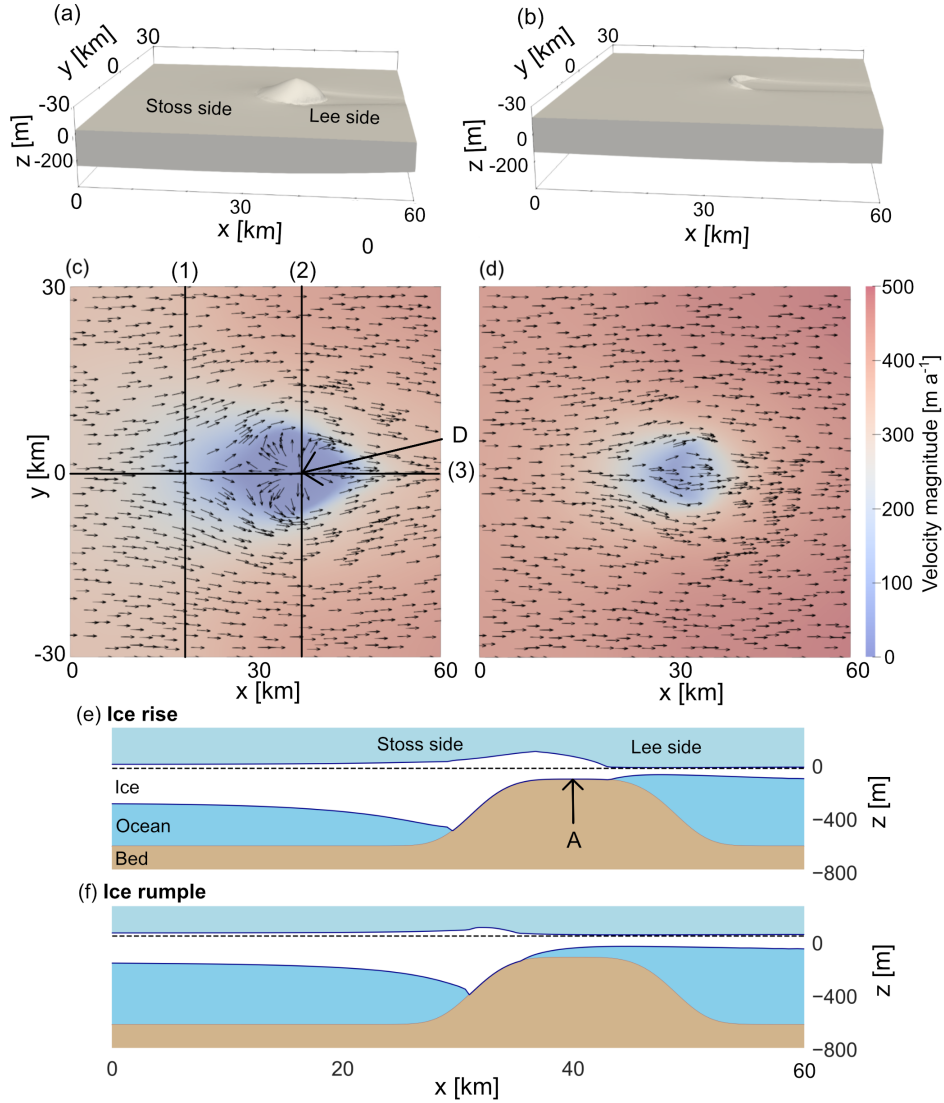 (a)
y [km]
30
0
-30
z [m]
0
-200
Stoss side
Lee side
0
30
60
x [km]
(b)
y [km]
30
0
-30
z [m]
0
-200
0
30
60
x [km]
0
(c)
(1)
(2)
30
y [km]
0
-30
D
(3)
0
30
60
x [km]
(d)
0
30
60
x [km]
500
400
300
200
100
0
Velocity magnitude [m a⁻¹]
(e) Ice rise
Stoss side
Lee side
Ice
Ocean
Bed
A
0
−400
−800
z [m]
(f) Ice rumple
0
−400
−800
z [m]
0
20
40
60
x [km]